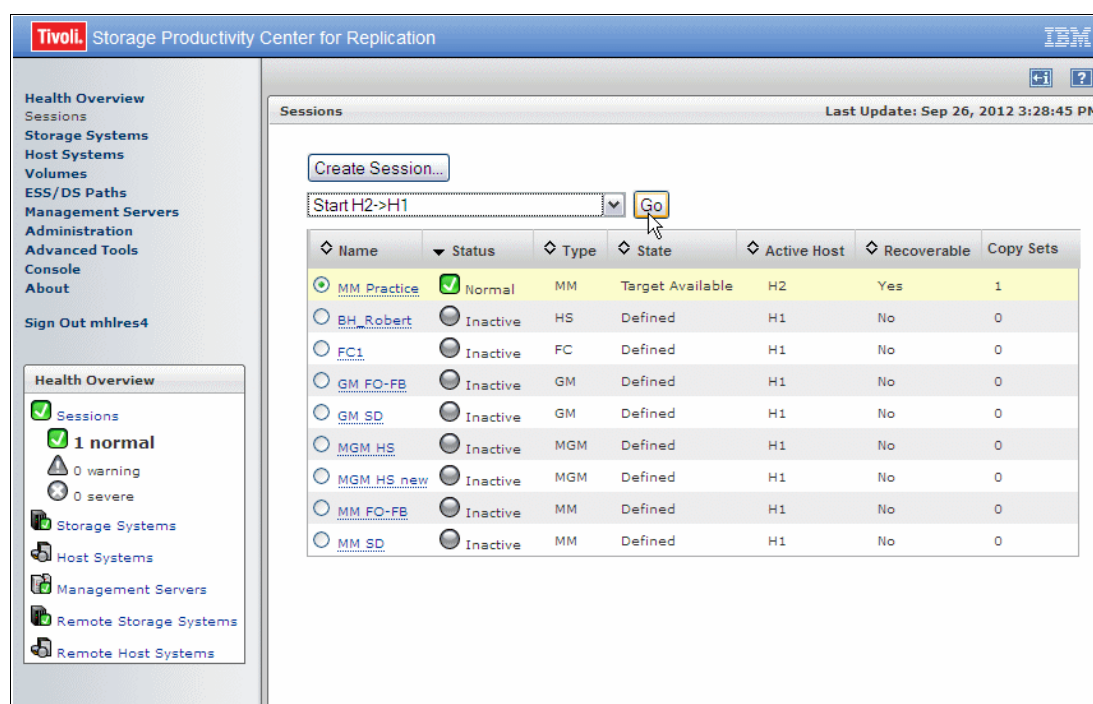 Tivoli. Storage Productivity Center for Replication
IBM
Health Overview
Sessions
Storage Systems
Host Systems
Volumes
ESS/DS Paths
Management Servers
Administration
Advanced Tools
Console
About
Sign Out mhlres4
Health Overview
Sessions
1 normal
0 warning
0 severe
Storage Systems
Host Systems
Management Servers
Remote Storage Systems
Remote Host Systems
?
Sessions Last Update: Sep 26, 2012 3:28:45 PM
Create Session...
Start H2->H1 Go
Name Status Type State Active Host Recoverable Copy Sets
MM Practice Normal MM Target Available H2 Yes 1
BH_Robert Inactive HS Defined H1 No 0
FC1 Inactive FC Defined H1 No 0
GM FO-FB Inactive GM Defined H1 No 0
GM SD Inactive GM Defined H1 No 0
MGM HS Inactive MGM Defined H1 No 0
MGM HS new Inactive MGM Defined H1 No 0
MM FO-FB Inactive MM Defined H1 No 0
MM SD Inactive MM Defined H1 No 0